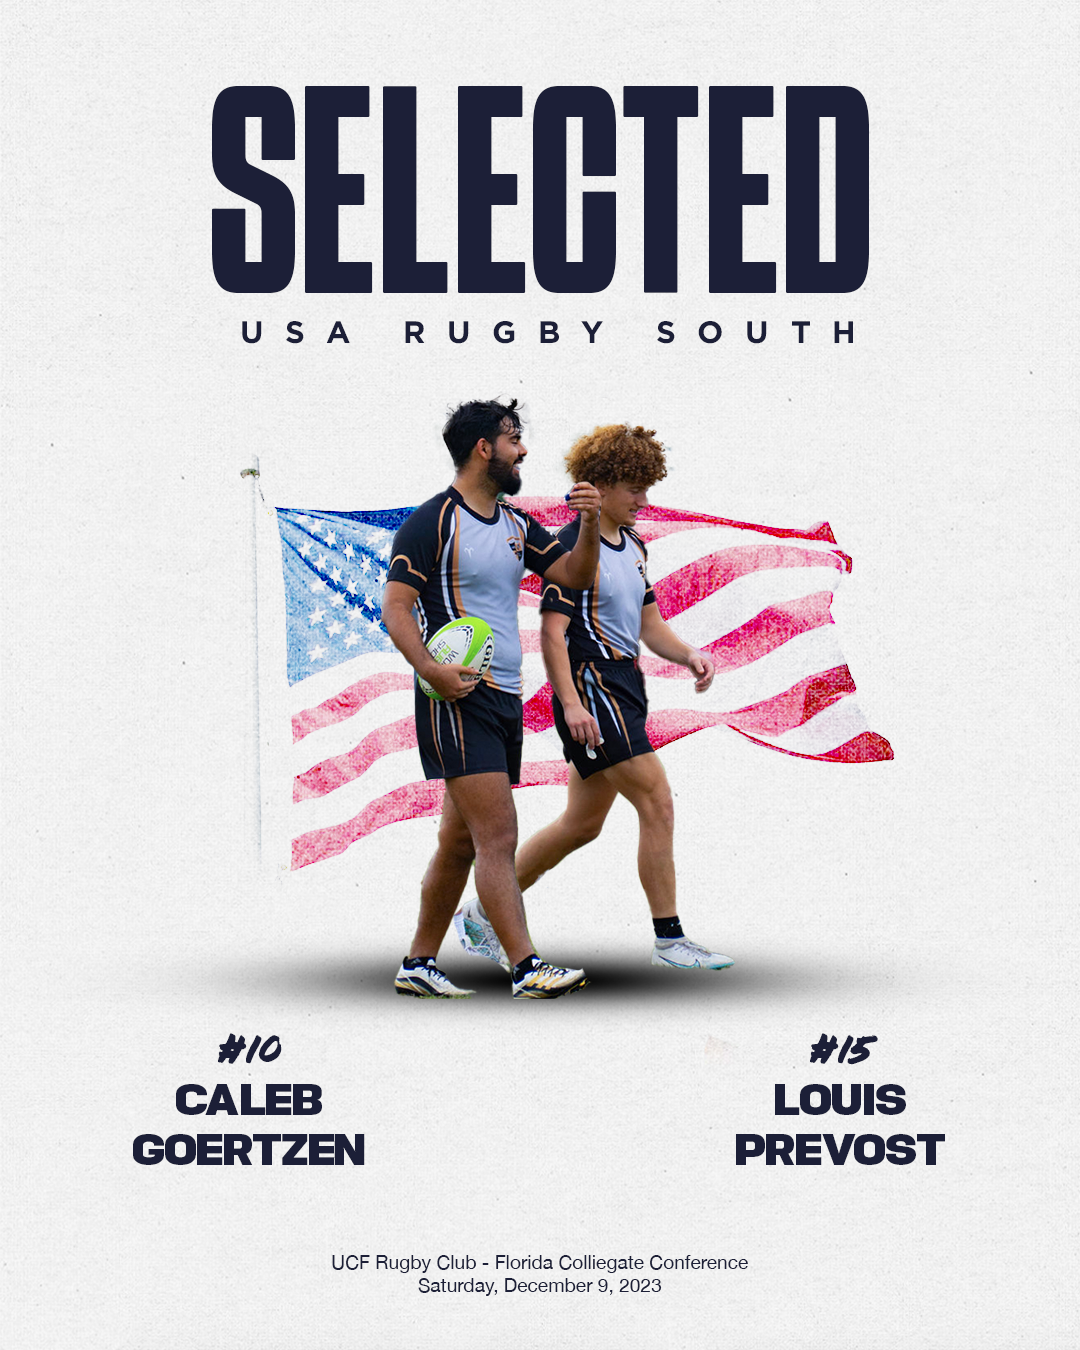 SELECTED
USA RUGBY SOUTH
#10
CALEB
GOERTZEN
#15
LOUIS
PREVOST
UCF Rugby Club - Florida Colliegate Conference
Saturday, December 9, 2023